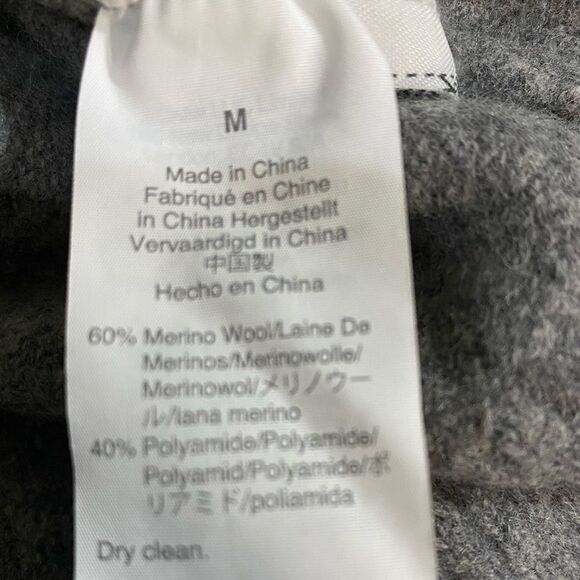 M
Made in China
Fabriqué en Chine
in China Hergestellt
Vervaardigd in China
中国製
Hecho en China
60% Merino Wool/Laine De
Merinos/Merinowolle/
Merinowol/メリノウー
ル/lana merino
40% Polyamide/Polyamide/
Polyamid/Polyamide/ポ
リアミド/poliamida
Dry clean.